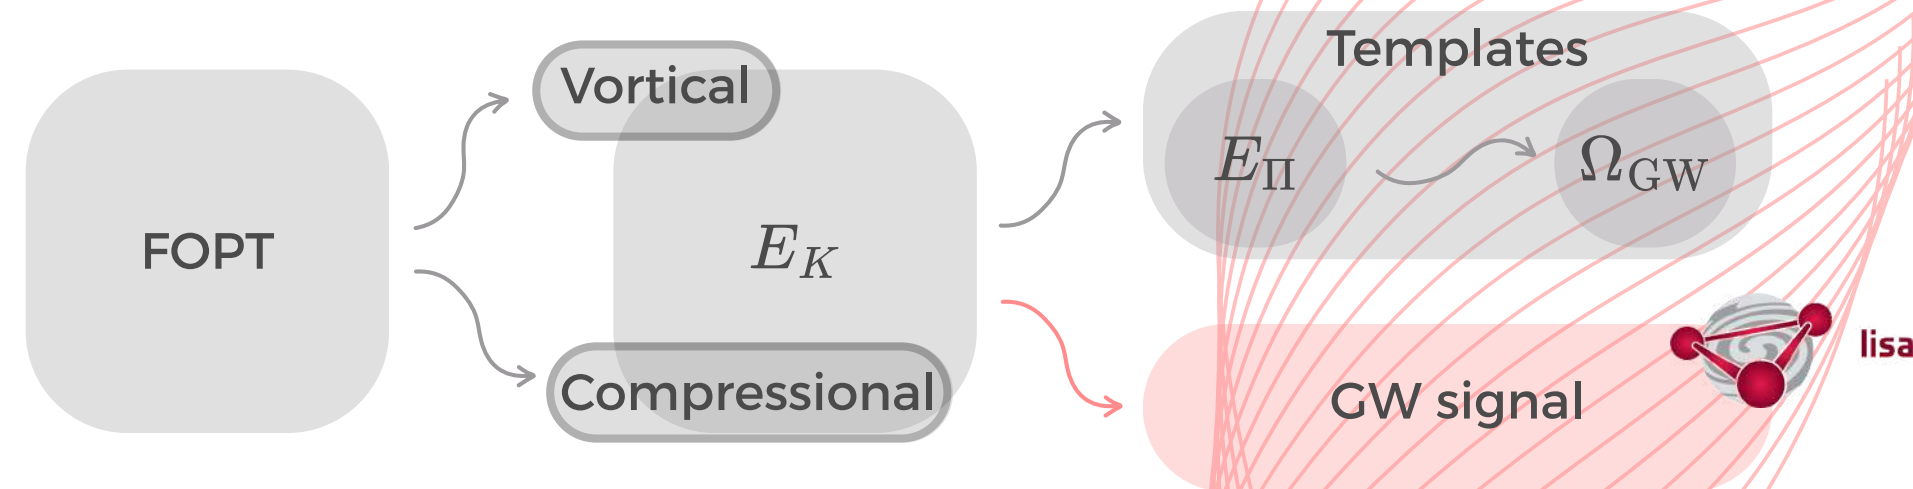 FOPT
Vortical
E_K
Compressional
Templates
E_Π
Ω_GW
GW signal
lisa